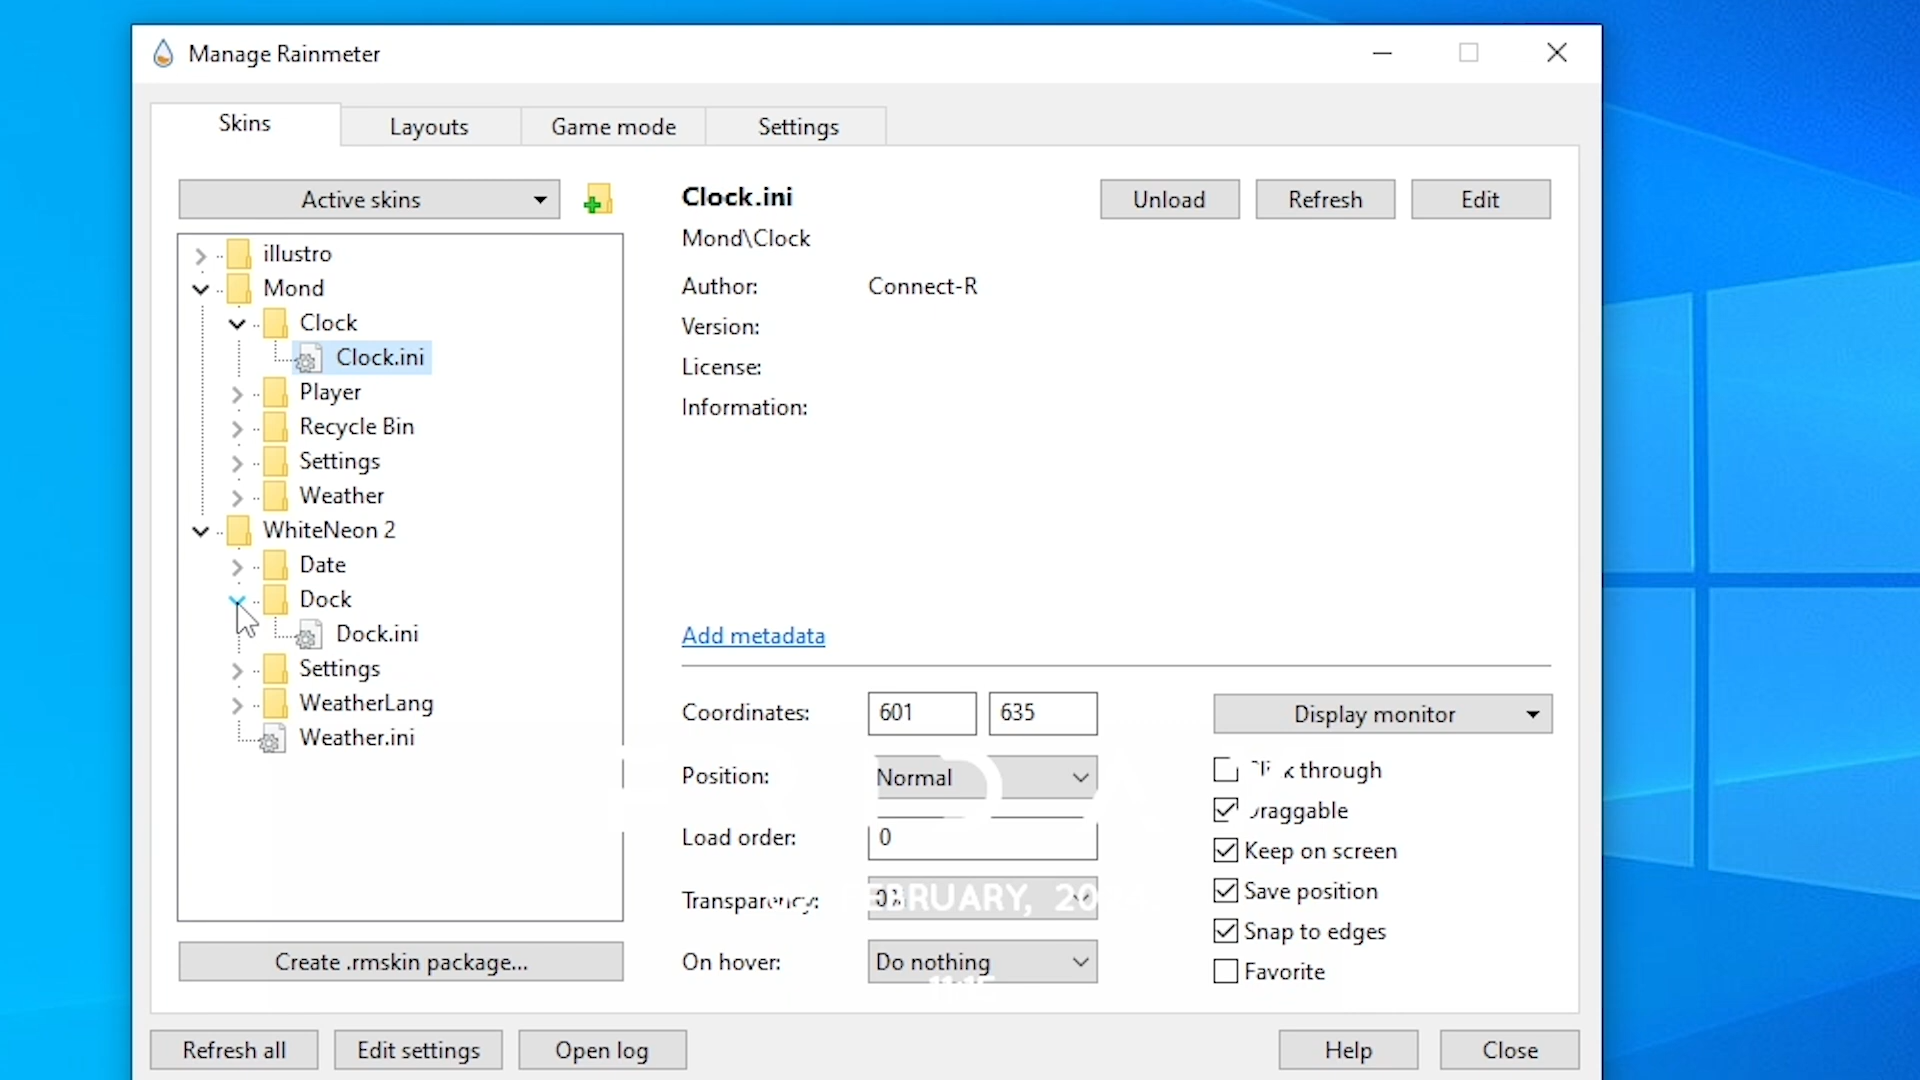 Manage Rainmeter
Skins
Layouts
Game mode
Settings
Active skins
illustro
Mond
Clock
Clock.ini
Player
Recycle Bin
Settings
Weather
WhiteNeon 2
Date
Dock
Dock.ini
Settings
WeatherLang
Weather.ini
Create .rmskin package...
Clock.ini
Mond\Clock
Unload
Refresh
Edit
Author: Connect-R
Version:
License:
Information:
Add metadata
Coordinates: 601 635
Display monitor
Position: Normal
through
Draggable
Load order: 0
Keep on screen
Transparency: 0%
FEBRUARY, 20
Save position
Snap to edges
On hover: Do nothing
Favorite
Refresh all
Edit settings
Open log
Help
Close